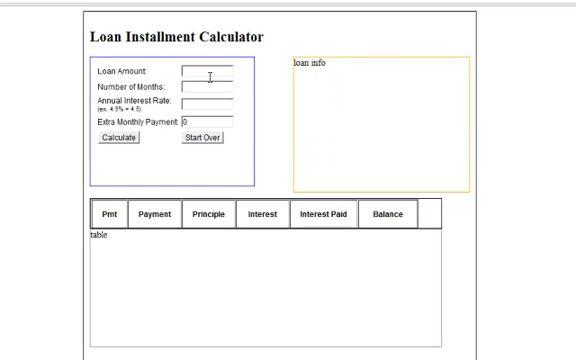 Loan Installment Calculator
Loan Amount:
Number of Months:
Annual Interest Rate:
(ex. 4.5% = 4.5)
Extra Monthly Payment: 0
Calculate Start Over
loan info
Pmt Payment Principle Interest Interest Paid Balance
table